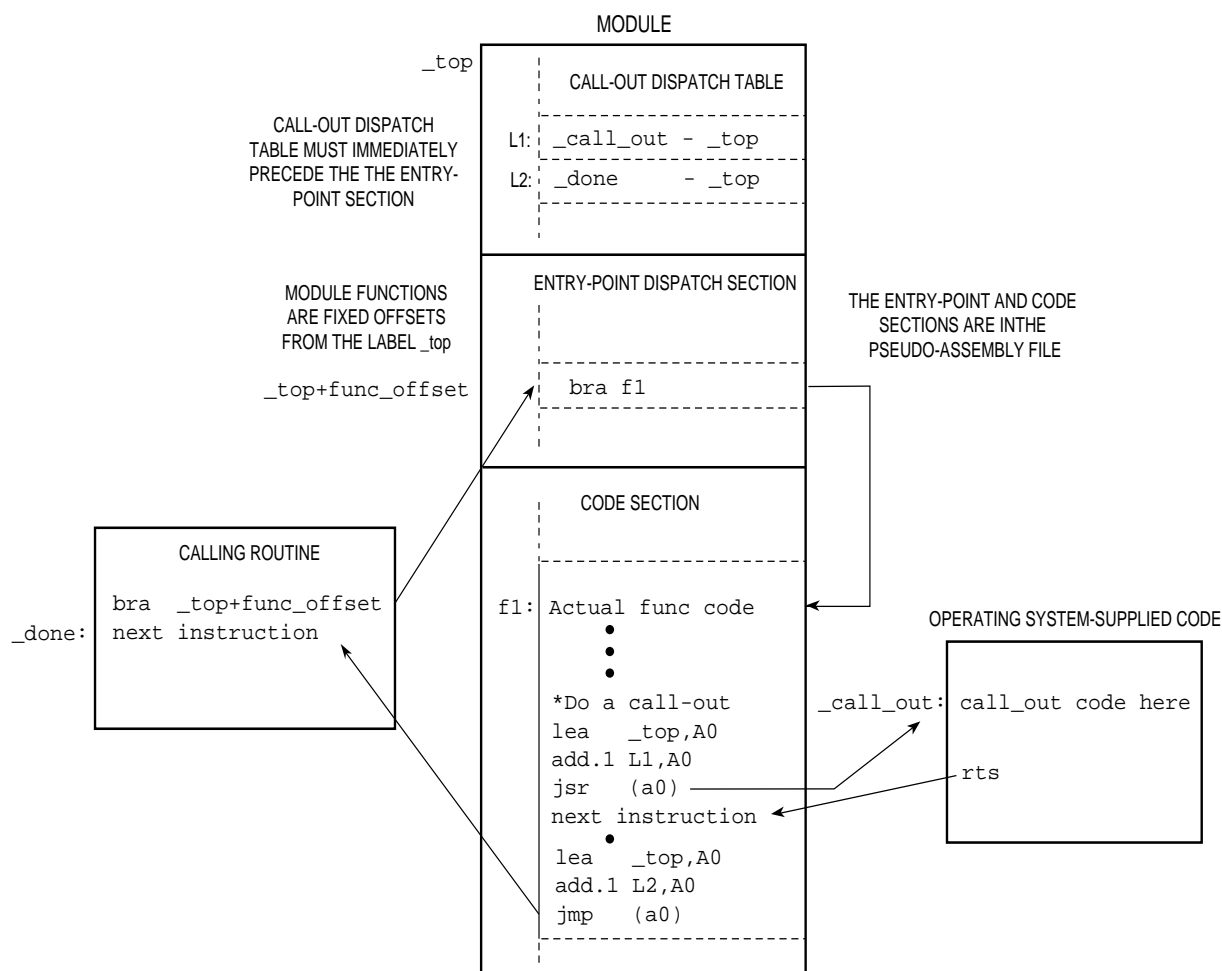 MODULE
_top
CALL-OUT DISPATCH TABLE
CALL-OUT DISPATCH
TABLE MUST IMMEDIATELY
PRECEDE THE THE ENTRY-
POINT SECTION
L1: _call_out - _top
L2: _done - _top
ENTRY-POINT DISPATCH SECTION
MODULE FUNCTIONS
ARE FIXED OFFSETS
FROM THE LABEL _top
THE ENTRY-POINT AND CODE
SECTIONS ARE INTHE
PSEUDO-ASSEMBLY FILE
_top+func_offset
bra f1
CODE SECTION
CALLING ROUTINE
bra _top+func_offset
_done: next instruction
f1: Actual func code
*Do a call-out
lea _top,A0
add.l L1,A0
jsr (a0)
next instruction
lea _top,A0
add.l L2,A0
jmp (a0)
OPERATING SYSTEM-SUPPLIED CODE
_call_out: call_out code here
rts